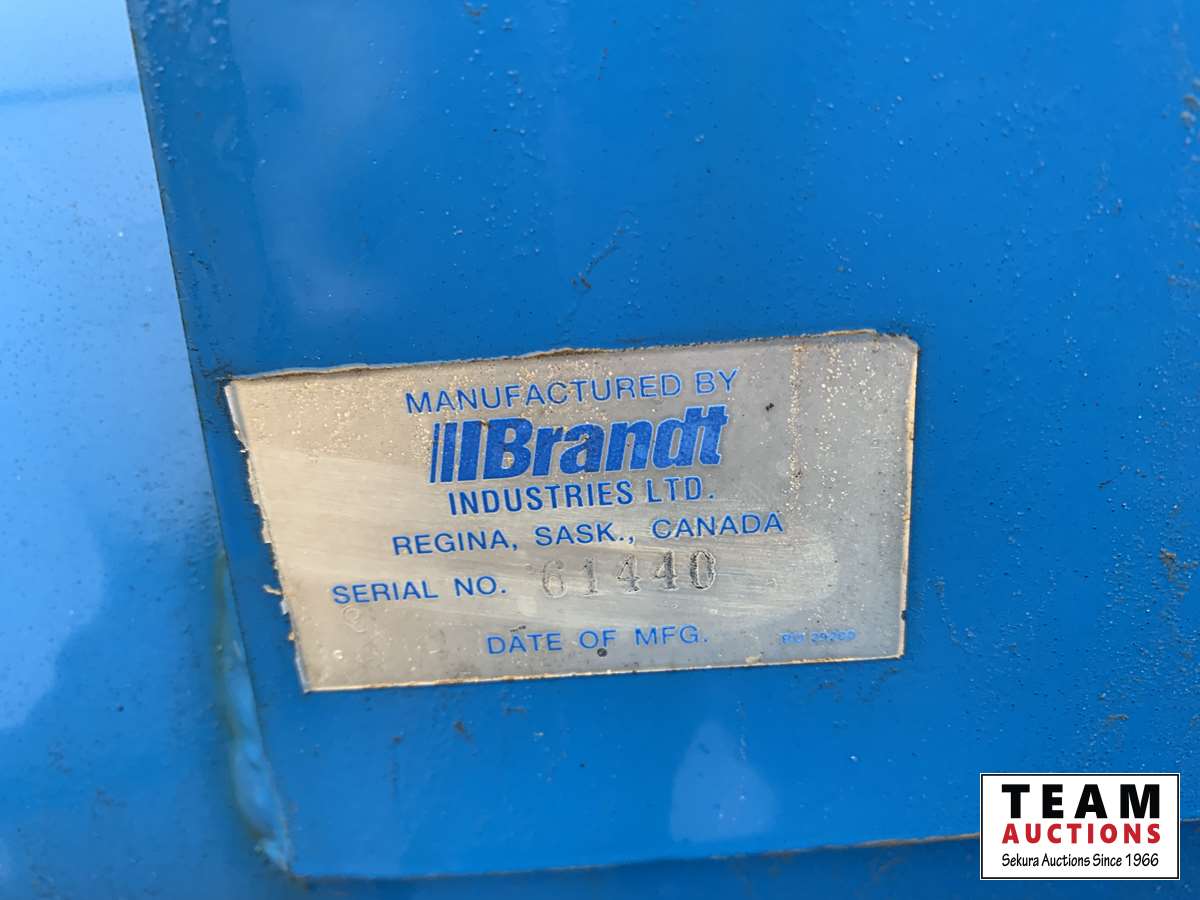 MANUFACTURED BY
Brandt
INDUSTRIES LTD.
REGINA, SASK., CANADA
SERIAL NO. 61440
DATE OF MFG.
TEAM
AUCTIONS
Sekura Auctions Since 1966